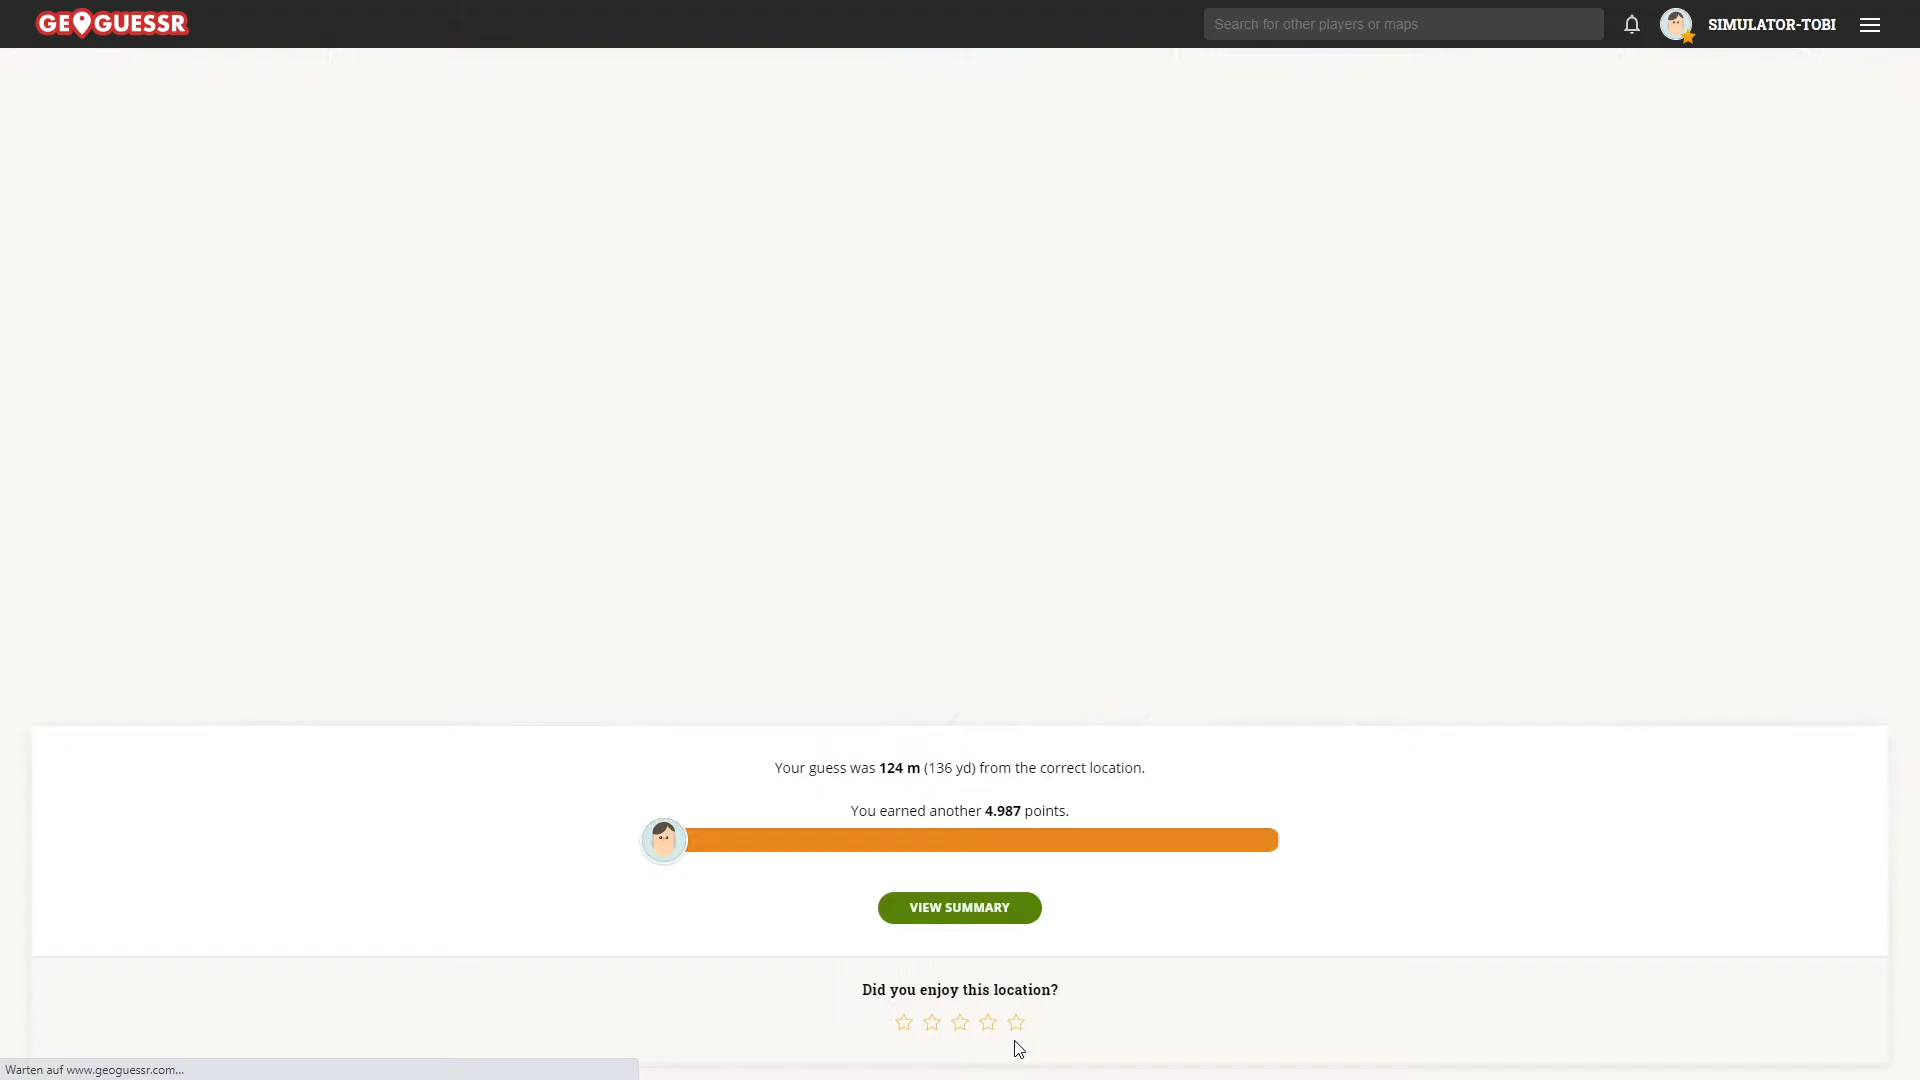 GEOGUESSR
Search for other players or maps
SIMULATOR-TOBI
Your guess was 124 m (136 yd) from the correct location.
You earned another 4.987 points.
VIEW SUMMARY
Did you enjoy this location?
Warten auf www.geoguessr.com...